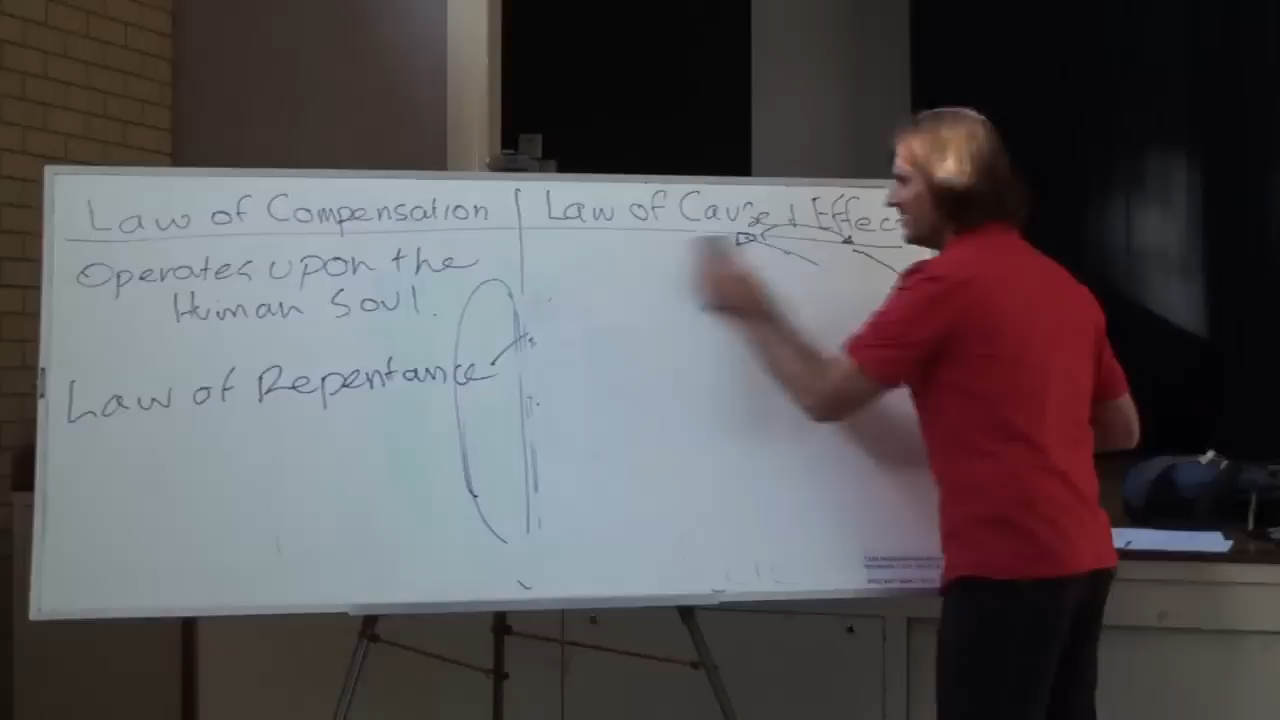 Law of Compensation
Law of Cause & Effect
Operates upon the
Human Soul.
Law of Repentance